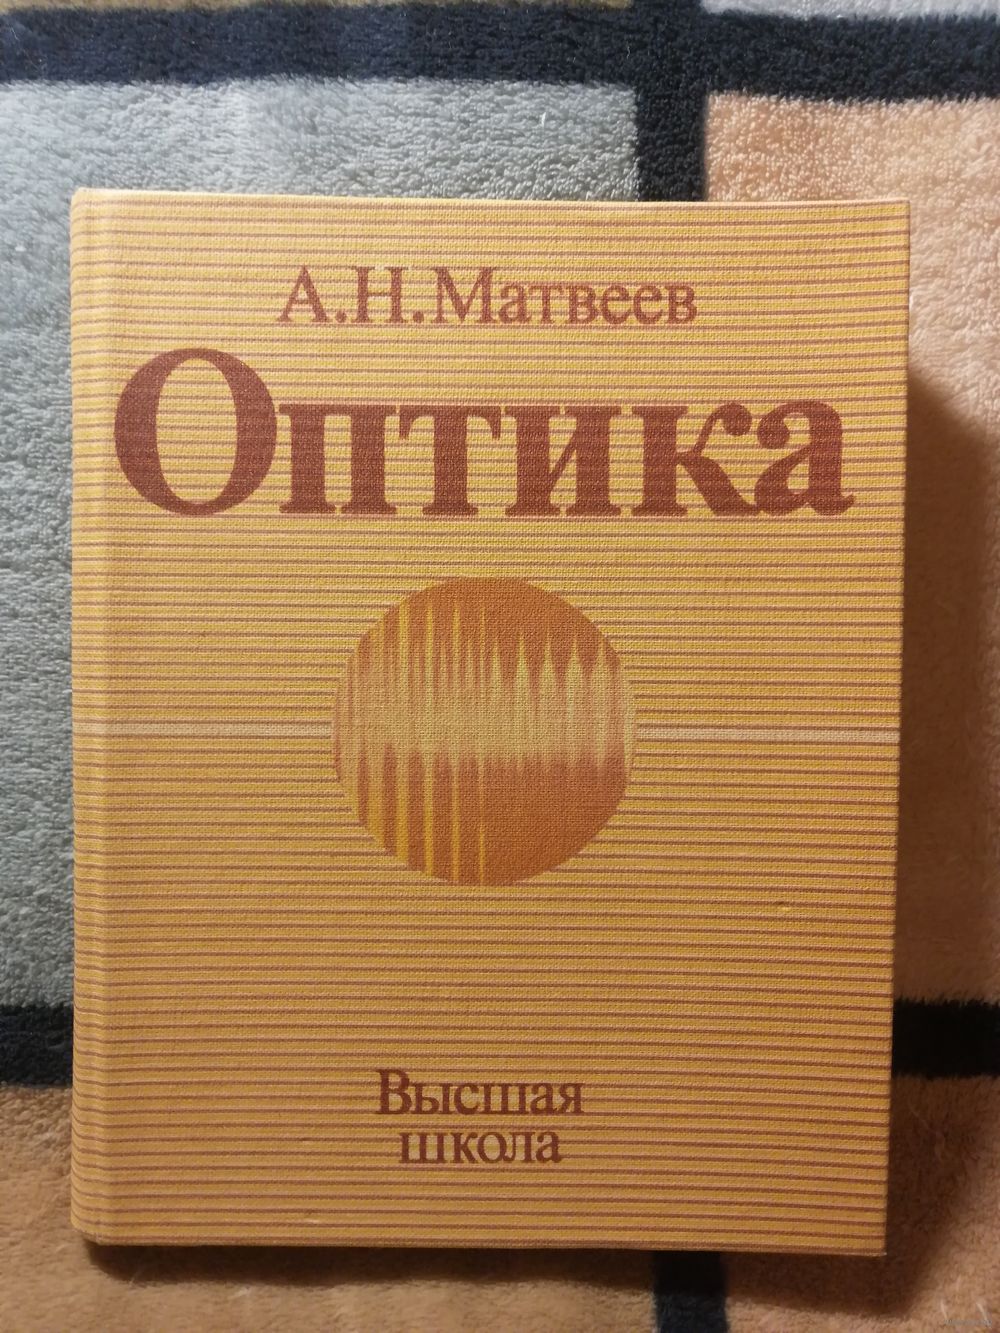 А.Н.Матвеев
Оптика
Высшая
школа